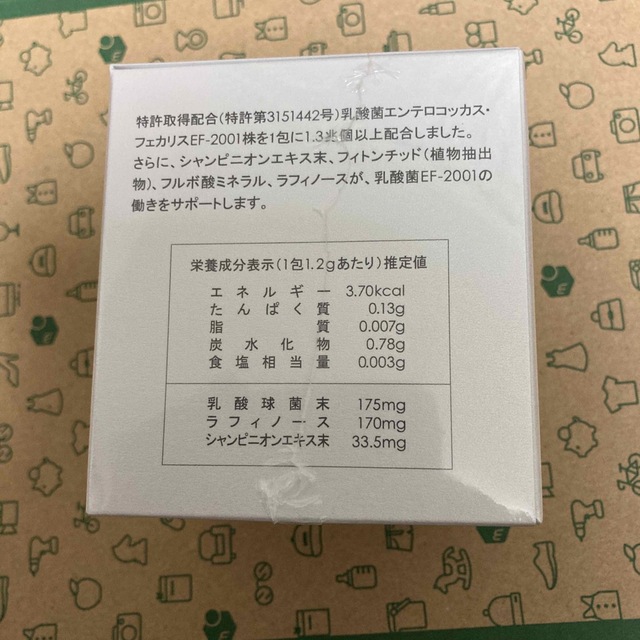 特許取得配合(特許第3151442号)乳酸菌エンテロコッカス・
フェカリスEF-2001株を1包に1.3兆個以上配合しました。
さらに、シャンピニオンエキス末、フィトンチッド(植物抽出
物)、フルボ酸ミネラル、ラフィノースが、乳酸菌EF-2001の
働きをサポートします。
栄養成分表示(1包1.2gあたり)推定値
エネルギー 3.70kcal
たんぱく質 0.13g
脂質 0.007g
炭水化物 0.78g
食塩相当量 0.003g
乳酸球菌末 175mg
ラフィノース 170mg
シャンピニオンエキス末 33.5mg